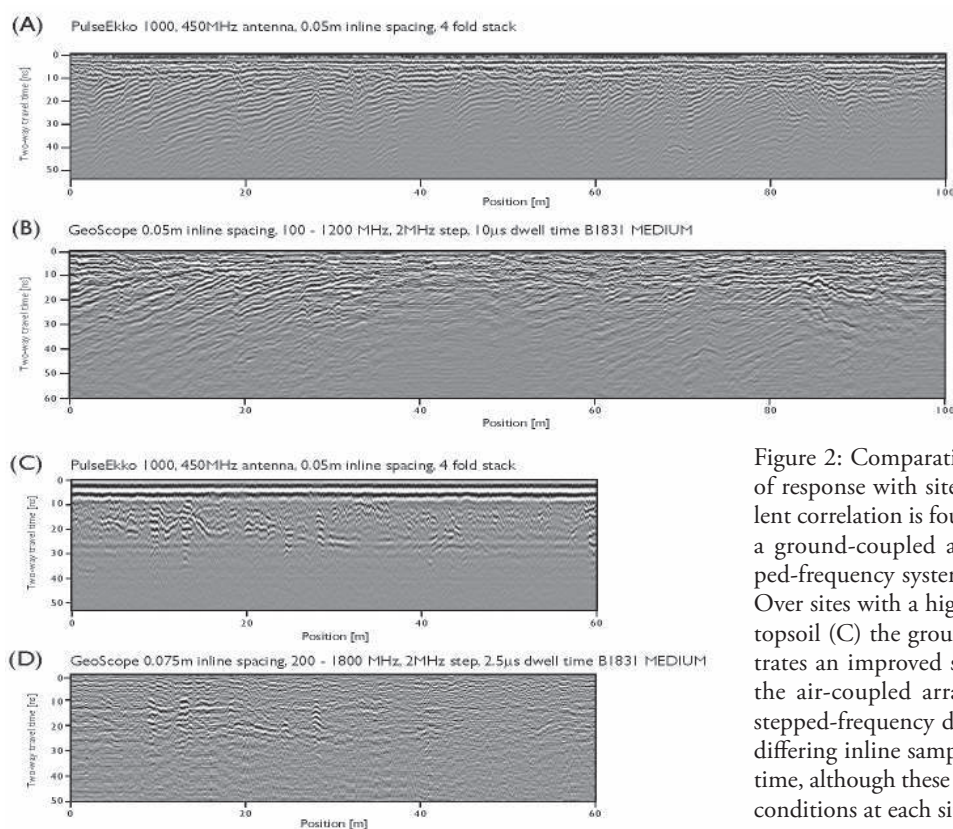 (A) PulseEkko 1000, 450MHz antenna, 0.05m inline spacing, 4 fold stack
Two-way travel time [ns]
0
10
20
30
40
50
0 20 40 60 80 100
Position [m]
(B) GeoScope 0.05m inline spacing, 100 - 1200 MHz, 2MHz step, 10µs dwell time B1831 MEDIUM
Two-way travel time [ns]
0
10
20
30
40
50
60
0 20 40 60 80 100
Position [m]
(C) PulseEkko 1000, 450MHz antenna, 0.05m inline spacing, 4 fold stack
Two-way travel time [ns]
0
10
20
30
40
50
0 20 40 60
Position [m]
(D) GeoScope 0.075m inline spacing, 200 - 1800 MHz, 2MHz step, 2.5µs dwell time B1831 MEDIUM
Two-way travel time [ns]
0
10
20
30
40
50
0 20 40 60
Position [m]
Figure 2: Comparati
of response with site
lent correlation is fou
a ground-coupled a
ped-frequency system
Over sites with a hig
topsoil (C) the grou
trates an improved s
the air-coupled arra
stepped-frequency d
differing inline samp
time, although these
conditions at each si